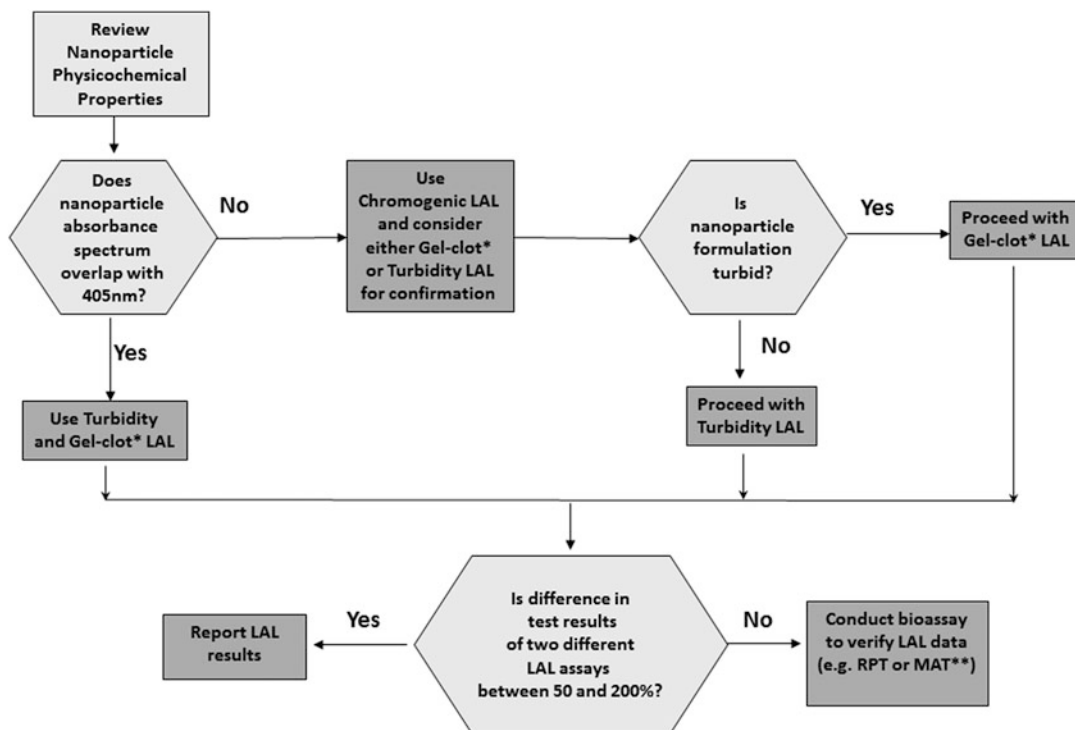 Review
Nanoparticle
Physicochemical
Properties
Does
nanoparticle
absorbance
spectrum
overlap with
405nm?
No
Use
Chromogenic LAL
and consider
either Gel-clot*
or Turbidity LAL
for confirmation
Is
nanoparticle
formulation
turbid?
Yes
Proceed with
Gel-clot* LAL
Yes
No
Use Turbidity
and Gel-clot* LAL
Proceed with
Turbidity LAL
Is difference in
test results
of two different
LAL assays
between 50 and 200%?
Yes
Report LAL
results
No
Conduct bioassay
to verify LAL data
(e.g. RPT or MAT**)